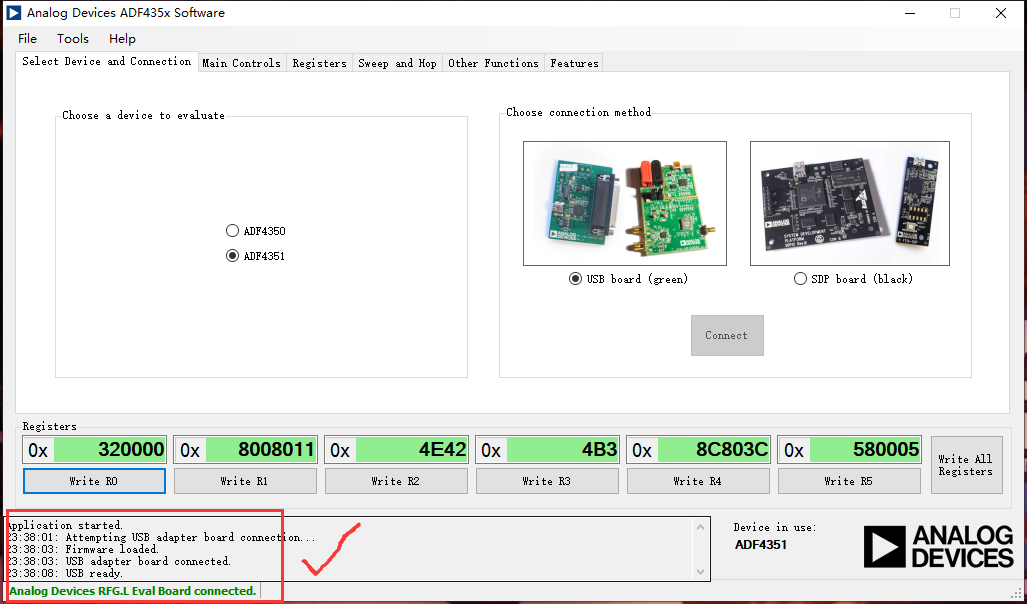 Analog Devices ADF435x Software
File Tools Help
Select Device and Connection Main Controls Registers Sweep and Hop Other Functions Features
Choose a device to evaluate
ADF4350
ADF4351
Choose connection method
ANALOG DEVICES
SYSTEM DEVELOPMENT
PLATFORM
USB board (green)
SDP board (black)
Connect
Registers
0x 320000 0x 8008011 0x 4E42 0x 4B3 0x 8C803C 0x 580005
Write R0 Write R1 Write R2 Write R3 Write R4 Write R5
Write All
Registers
Application started.
23:38:01: Attempting USB adapter board connection...
23:38:03: Firmware loaded.
23:38:03: USB adapter board connected.
23:38:08: USB ready.
Device in use:
ADF4351
ANALOG
DEVICES
Analog Devices RFG.L Eval Board connected.